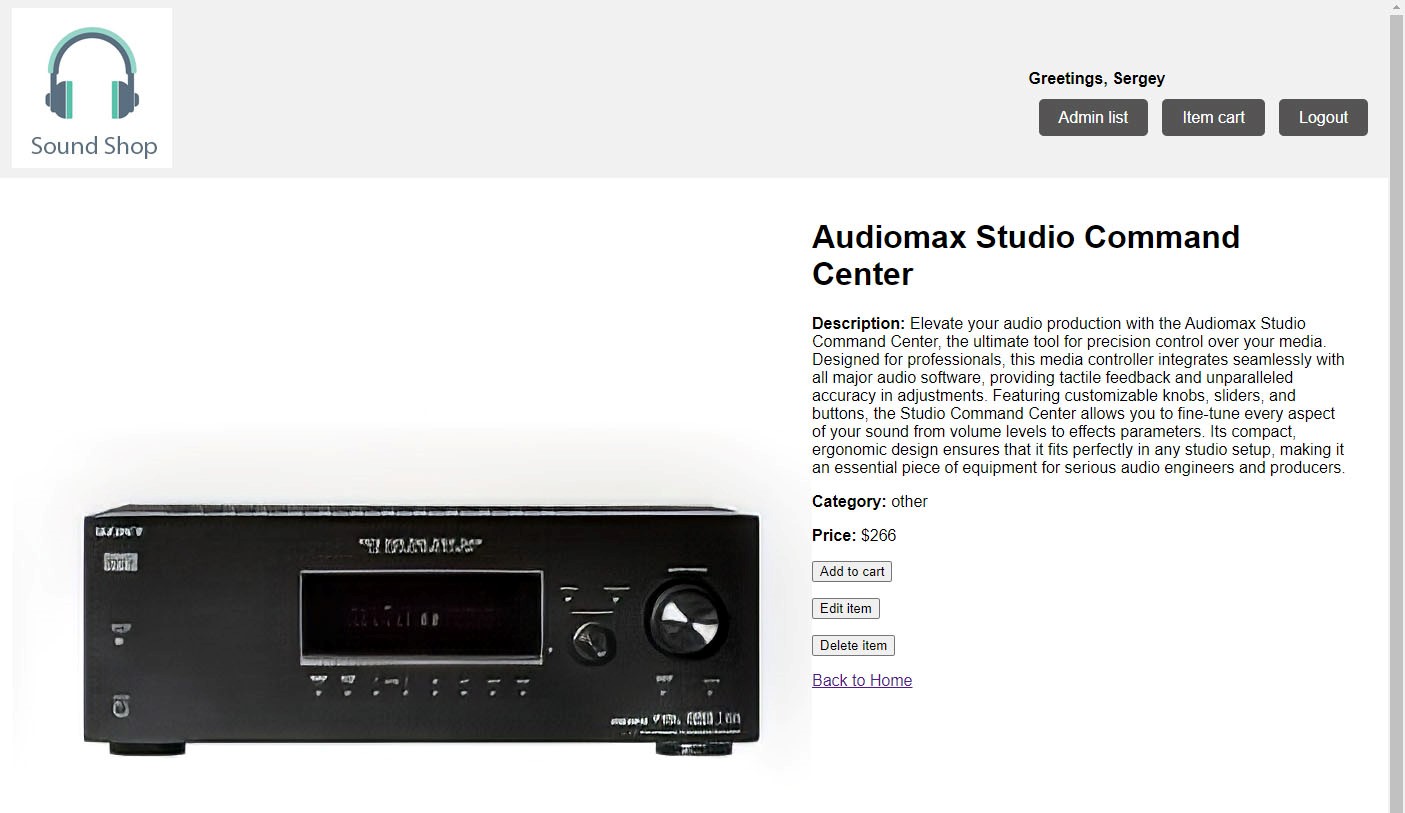 Sound Shop
Greetings, Sergey
Admin list
Item cart
Logout
Audiomax Studio Command
Center
Description: Elevate your audio production with the Audiomax Studio
Command Center, the ultimate tool for precision control over your media.
Designed for professionals, this media controller integrates seamlessly with
all major audio software, providing tactile feedback and unparalleled
accuracy in adjustments. Featuring customizable knobs, sliders, and
buttons, the Studio Command Center allows you to fine-tune every aspect
of your sound from volume levels to effects parameters. Its compact,
ergonomic design ensures that it fits perfectly in any studio setup, making it
an essential piece of equipment for serious audio engineers and producers.
Category: other
Price: $266
Add to cart
Edit item
Delete item
Back to Home